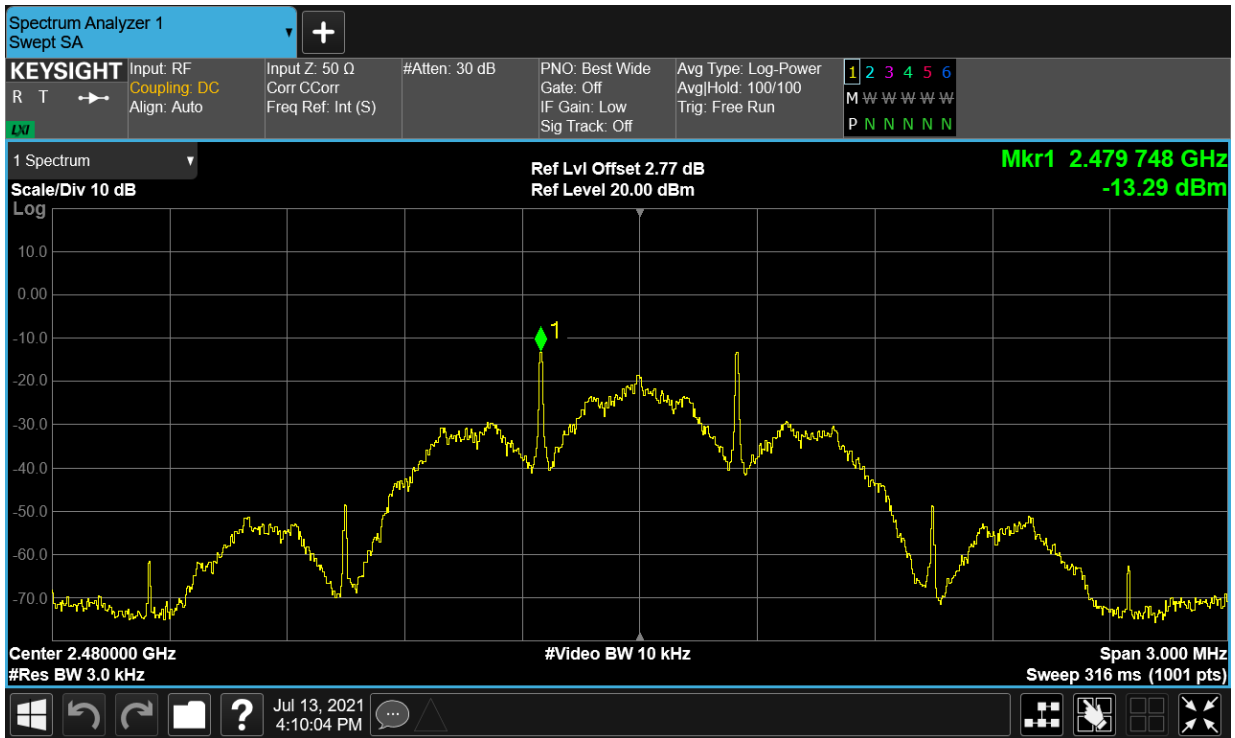 Spectrum Analyzer 1
Swept SA
+
KEYSIGHT
R T
LXI
Input: RF
Coupling: DC
Align: Auto
Input Z: 50 Ω
Corr CCorr
Freq Ref: Int (S)
#Atten: 30 dB
PNO: Best Wide
Gate: Off
IF Gain: Low
Sig Track: Off
Avg Type: Log-Power
Avg|Hold: 100/100
Trig: Free Run
1 2 3 4 5 6
M W W W W W
P N N N N N
1 Spectrum
Scale/Div 10 dB
Log
Ref Lvl Offset 2.77 dB
Ref Level 20.00 dBm
Mkr1 2.479 748 GHz
-13.29 dBm
10.0
0.00
-10.0
-20.0
-30.0
-40.0
-50.0
-60.0
-70.0
1
Center 2.480000 GHz
#Res BW 3.0 kHz
#Video BW 10 kHz
Span 3.000 MHz
Sweep 316 ms (1001 pts)
?
Jul 13, 2021
4:10:04 PM